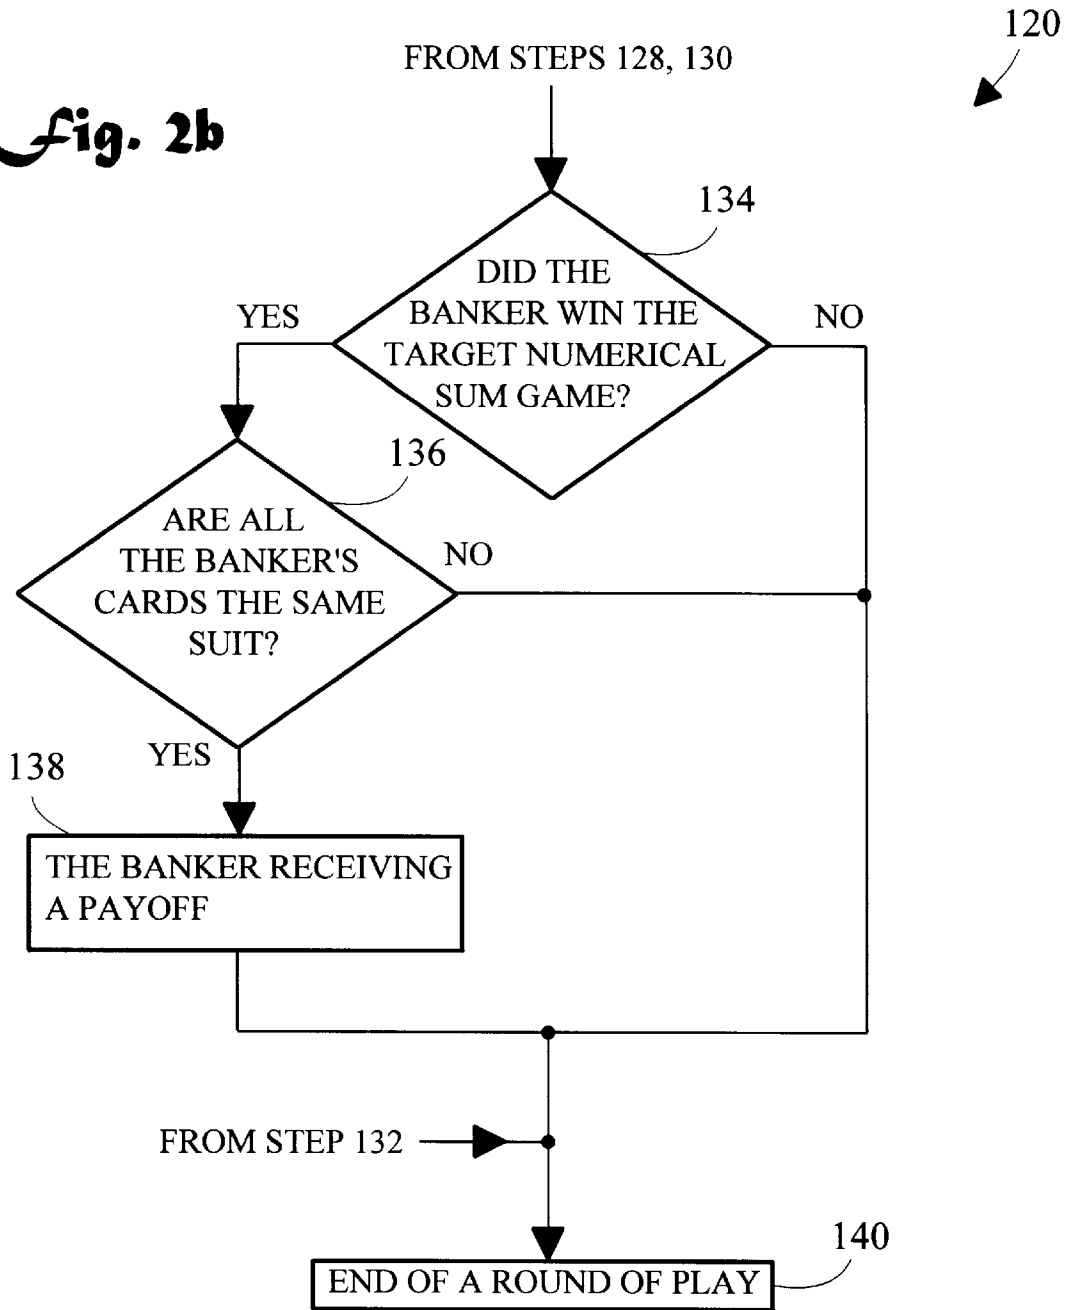 120
FROM STEPS 128, 130
Fig. 2b
134
DID THE
BANKER WIN THE
TARGET NUMERICAL
SUM GAME?
YES
NO
136
ARE ALL
THE BANKER'S
CARDS THE SAME
SUIT?
NO
YES
138
THE BANKER RECEIVING
A PAYOFF
FROM STEP 132
140
END OF A ROUND OF PLAY